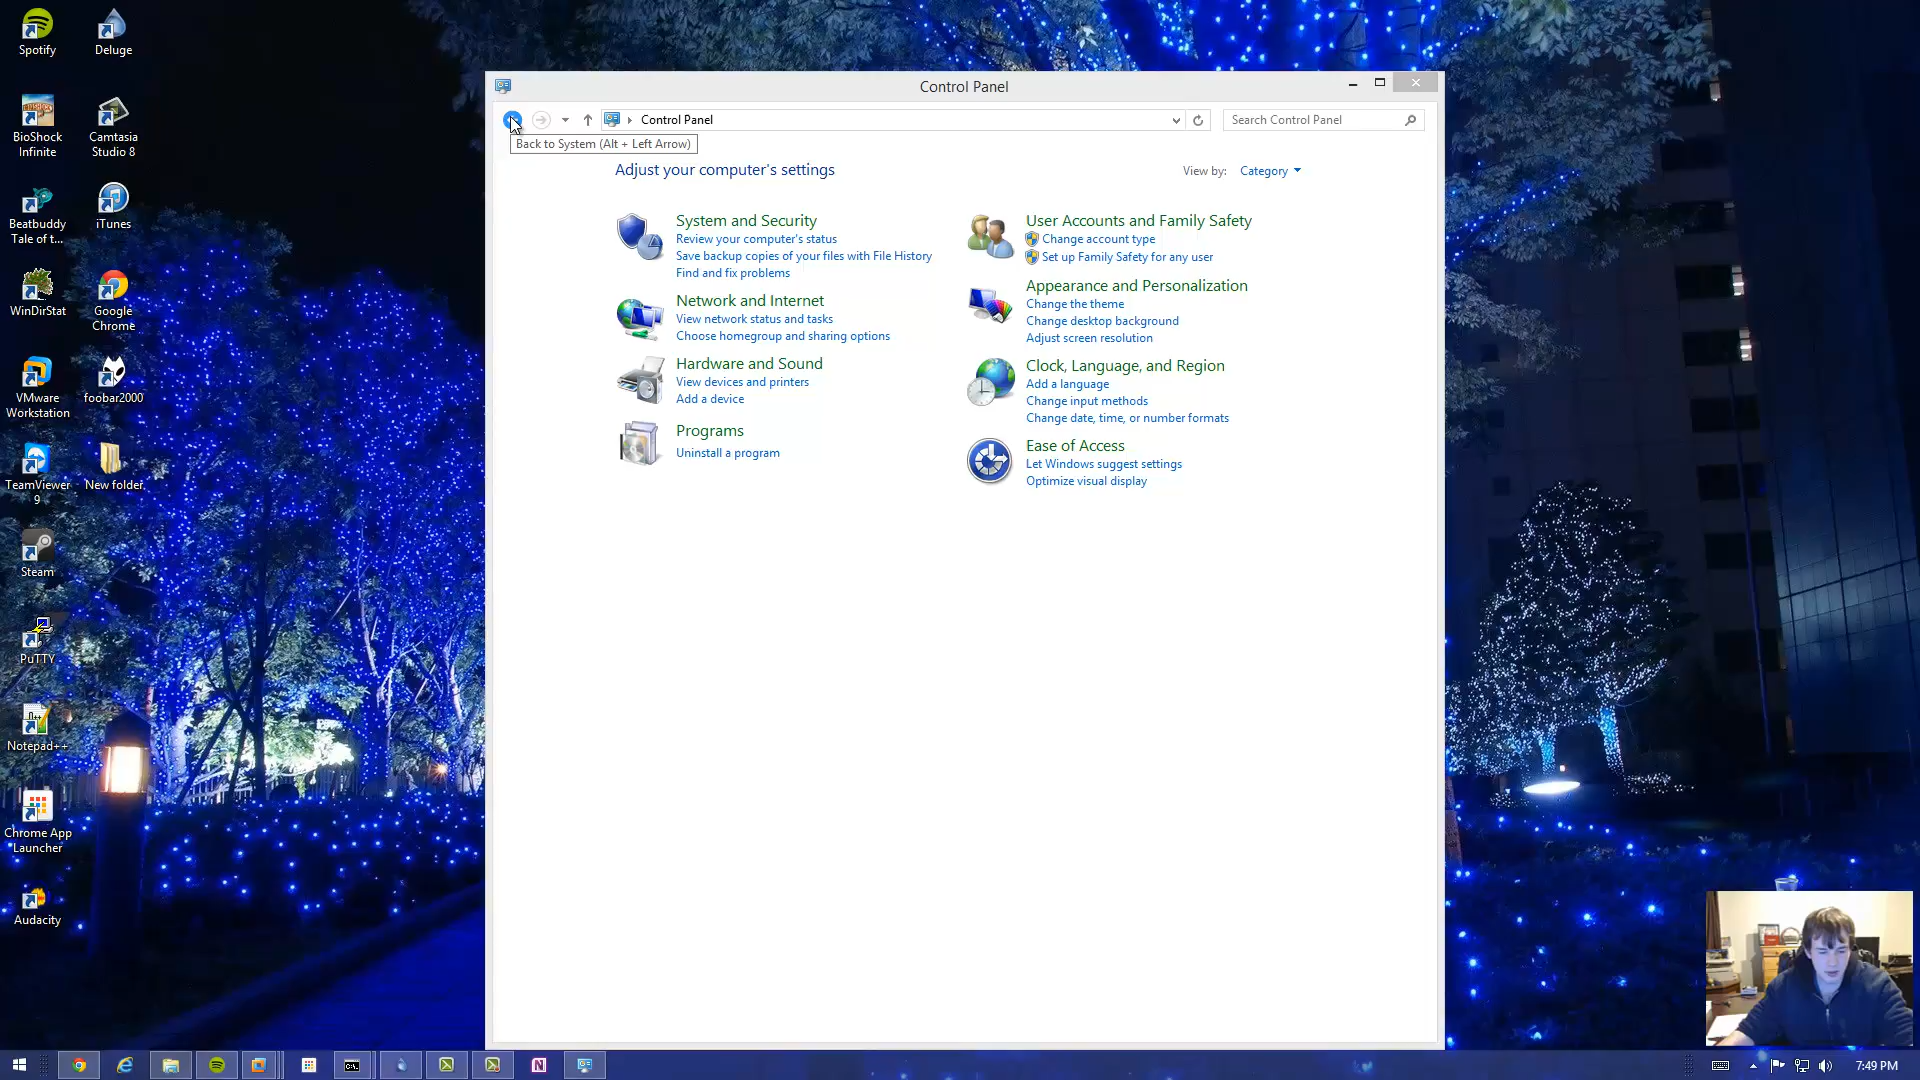 Spotify
Deluge
BioShock
Infinite
Camtasia
Studio 8
Beatbuddy
Tale of t...
iTunes
WinDirStat
Google
Chrome
VMware
Workstation
foobar2000
TeamViewer
9
New folder
Steam
PuTTY
Notepad++
Chrome App
Launcher
Audacity
Control Panel
Control Panel
Search Control Panel
Back to System (Alt + Left Arrow)
Adjust your computer's settings
View by: Category
System and Security
Review your computer's status
Save backup copies of your files with File History
Find and fix problems
Network and Internet
View network status and tasks
Choose homegroup and sharing options
Hardware and Sound
View devices and printers
Add a device
Programs
Uninstall a program
User Accounts and Family Safety
Change account type
Set up Family Safety for any user
Appearance and Personalization
Change the theme
Change desktop background
Adjust screen resolution
Clock, Language, and Region
Add a language
Change input methods
Change date, time, or number formats
Ease of Access
Let Windows suggest settings
Optimize visual display
7:49 PM